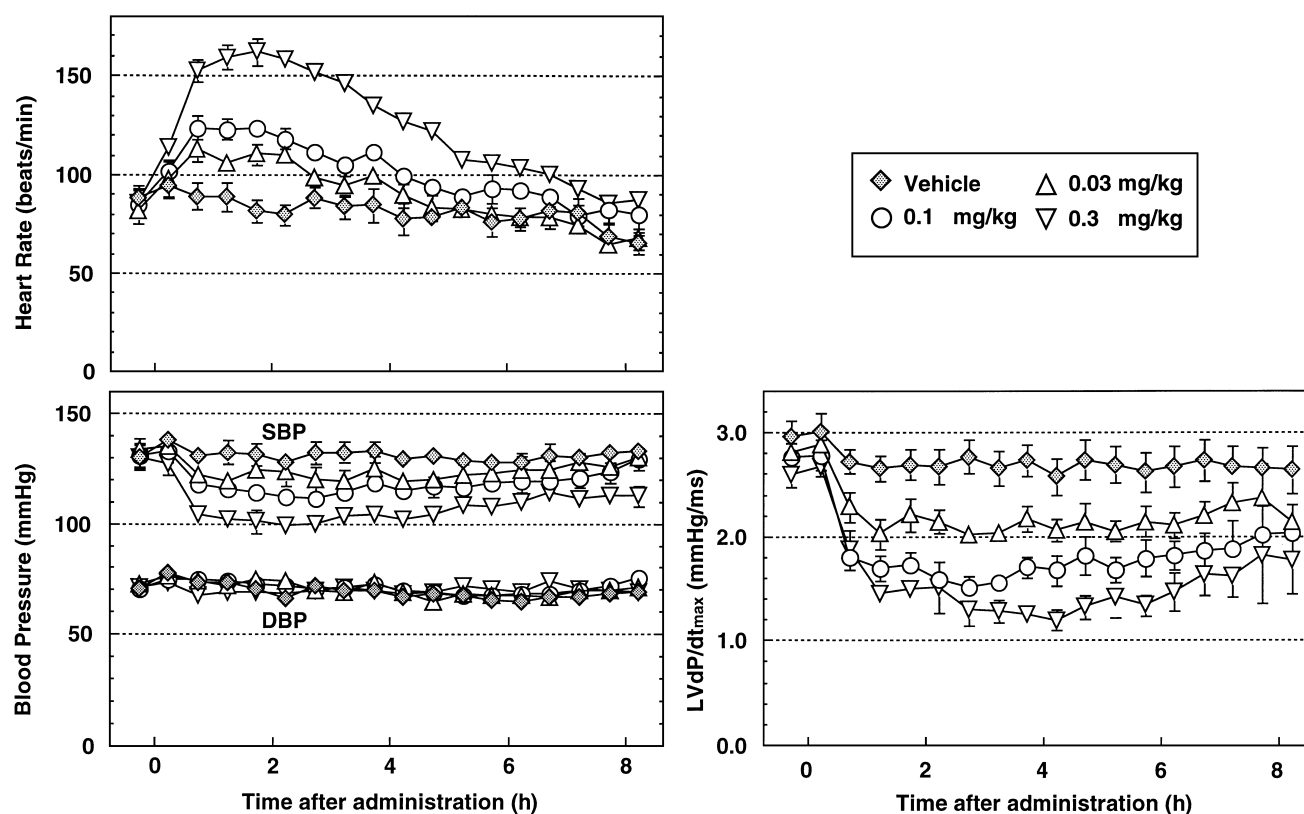 Heart Rate (beats/min)
150
100
50
0
Vehicle
0.03 mg/kg
0.1 mg/kg
0.3 mg/kg
Blood Pressure (mmHg)
150
100
50
0
SBP
DBP
0 2 4 6 8
Time after administration (h)
LVdP/dtmax (mmHg/ms)
3.0
2.0
1.0
0.0
0 2 4 6 8
Time after administration (h)